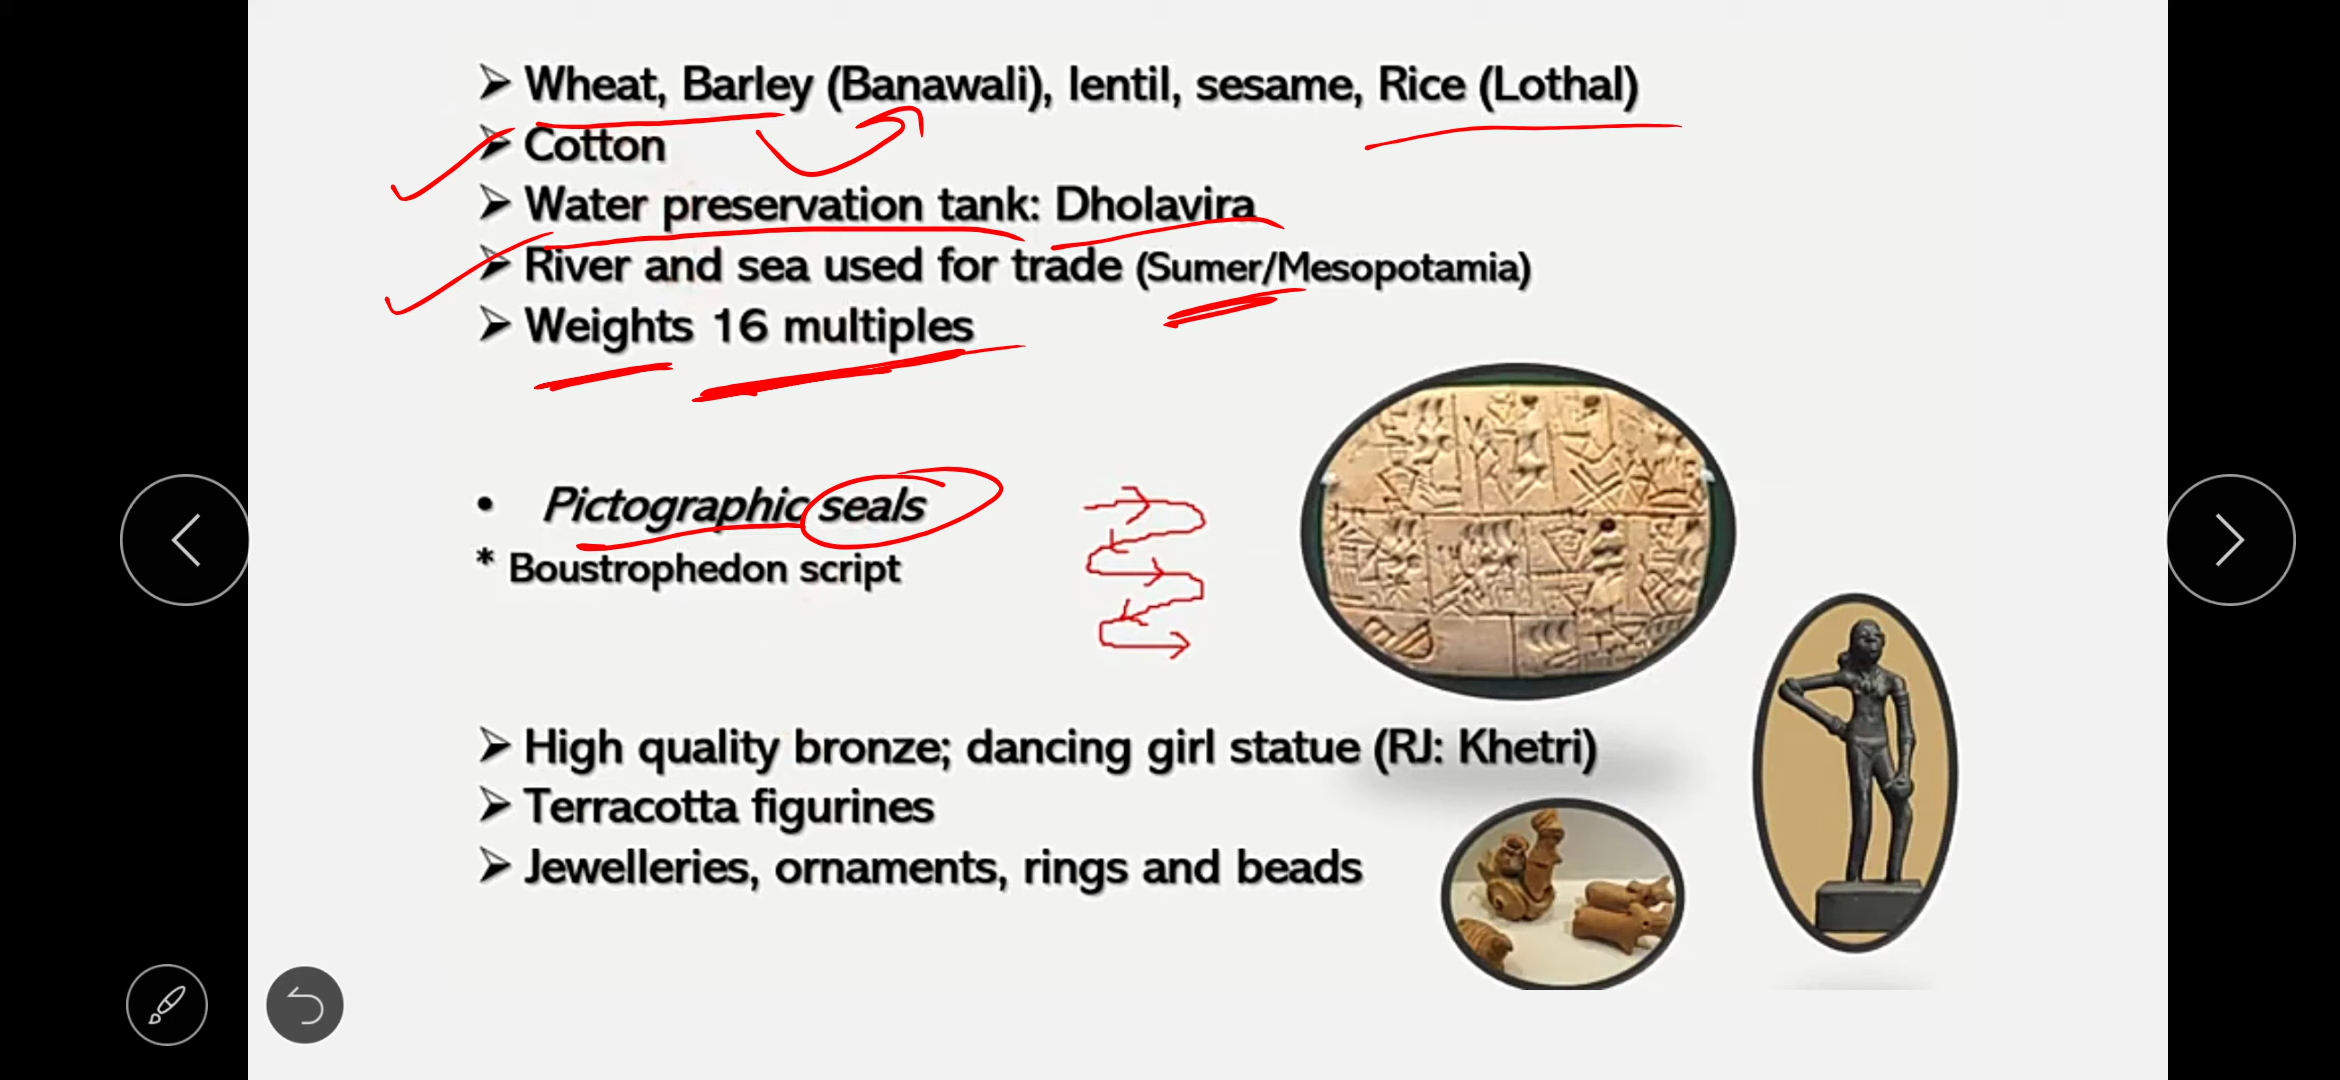 ➢ Wheat, Barley (Banawali), lentil, sesame, Rice (Lothal)
➢ Cotton
➢ Water preservation tank: Dholavira
➢ River and sea used for trade (Sumer/Mesopotamia)
➢ Weights 16 multiples
• Pictographic seals
* Boustrophedon script
➢ High quality bronze; dancing girl statue (RJ: Khetri)
➢ Terracotta figurines
➢ Jewelleries, ornaments, rings and beads